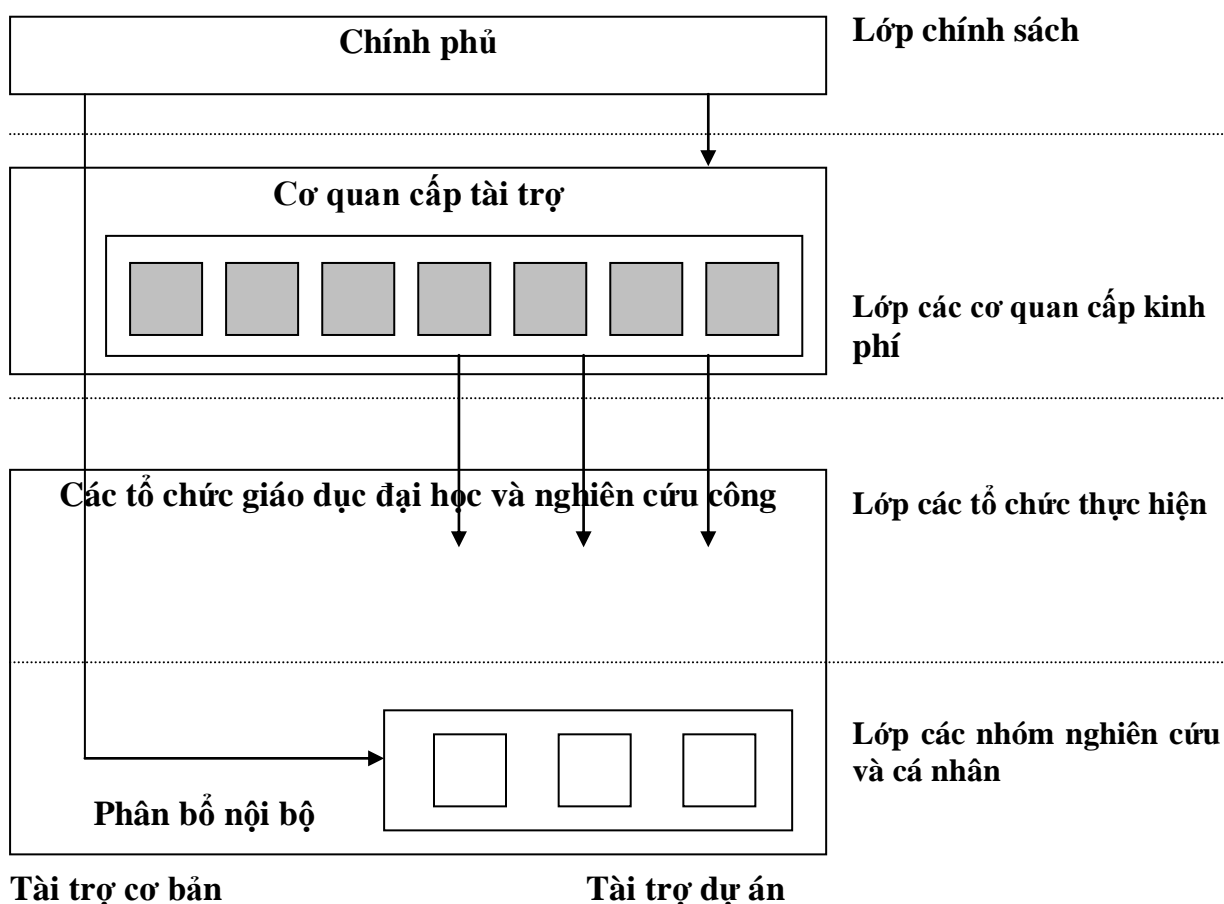 Chính phủ
Lớp chính sách
Cơ quan cấp tài trợ
Lớp các cơ quan cấp kinh
phí
Các tổ chức giáo dục đại học và nghiên cứu công
Lớp các tổ chức thực hiện
Lớp các nhóm nghiên cứu
và cá nhân
Phân bổ nội bộ
Tài trợ cơ bản
Tài trợ dự án